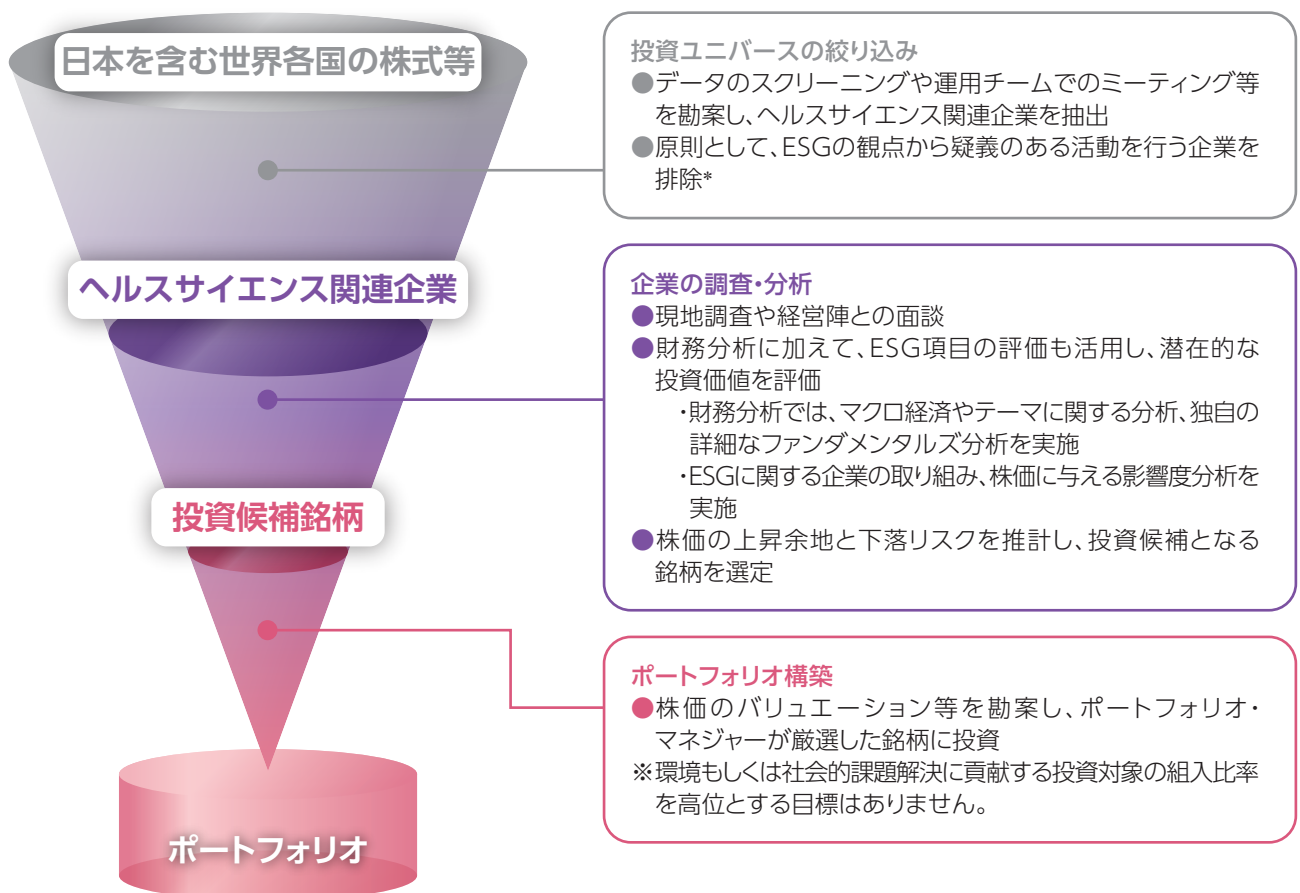 日本を含む世界各国の株式等
投資ユニバースの絞り込み
●データのスクリーニングや運用チームでのミーティング等
を勘案し、ヘルスサイエンス関連企業を抽出
●原則として、ESGの観点から疑義のある活動を行う企業を
排除*
ヘルスサイエンス関連企業
企業の調査・分析
●現地調査や経営陣との面談
●財務分析に加えて、ESG項目の評価も活用し、潜在的な
投資価値を評価
・財務分析では、マクロ経済やテーマに関する分析、独自の
詳細なファンダメンタルズ分析を実施
・ESGに関する企業の取り組み、株価に与える影響度分析を
実施
●株価の上昇余地と下落リスクを推計し、投資候補となる
銘柄を選定
投資候補銘柄
ポートフォリオ構築
●株価のバリュエーション等を勘案し、ポートフォリオ・
マネジャーが厳選した銘柄に投資
※環境もしくは社会的課題解決に貢献する投資対象の組入比率
を高位とする目標はありません。
ポートフォリオ